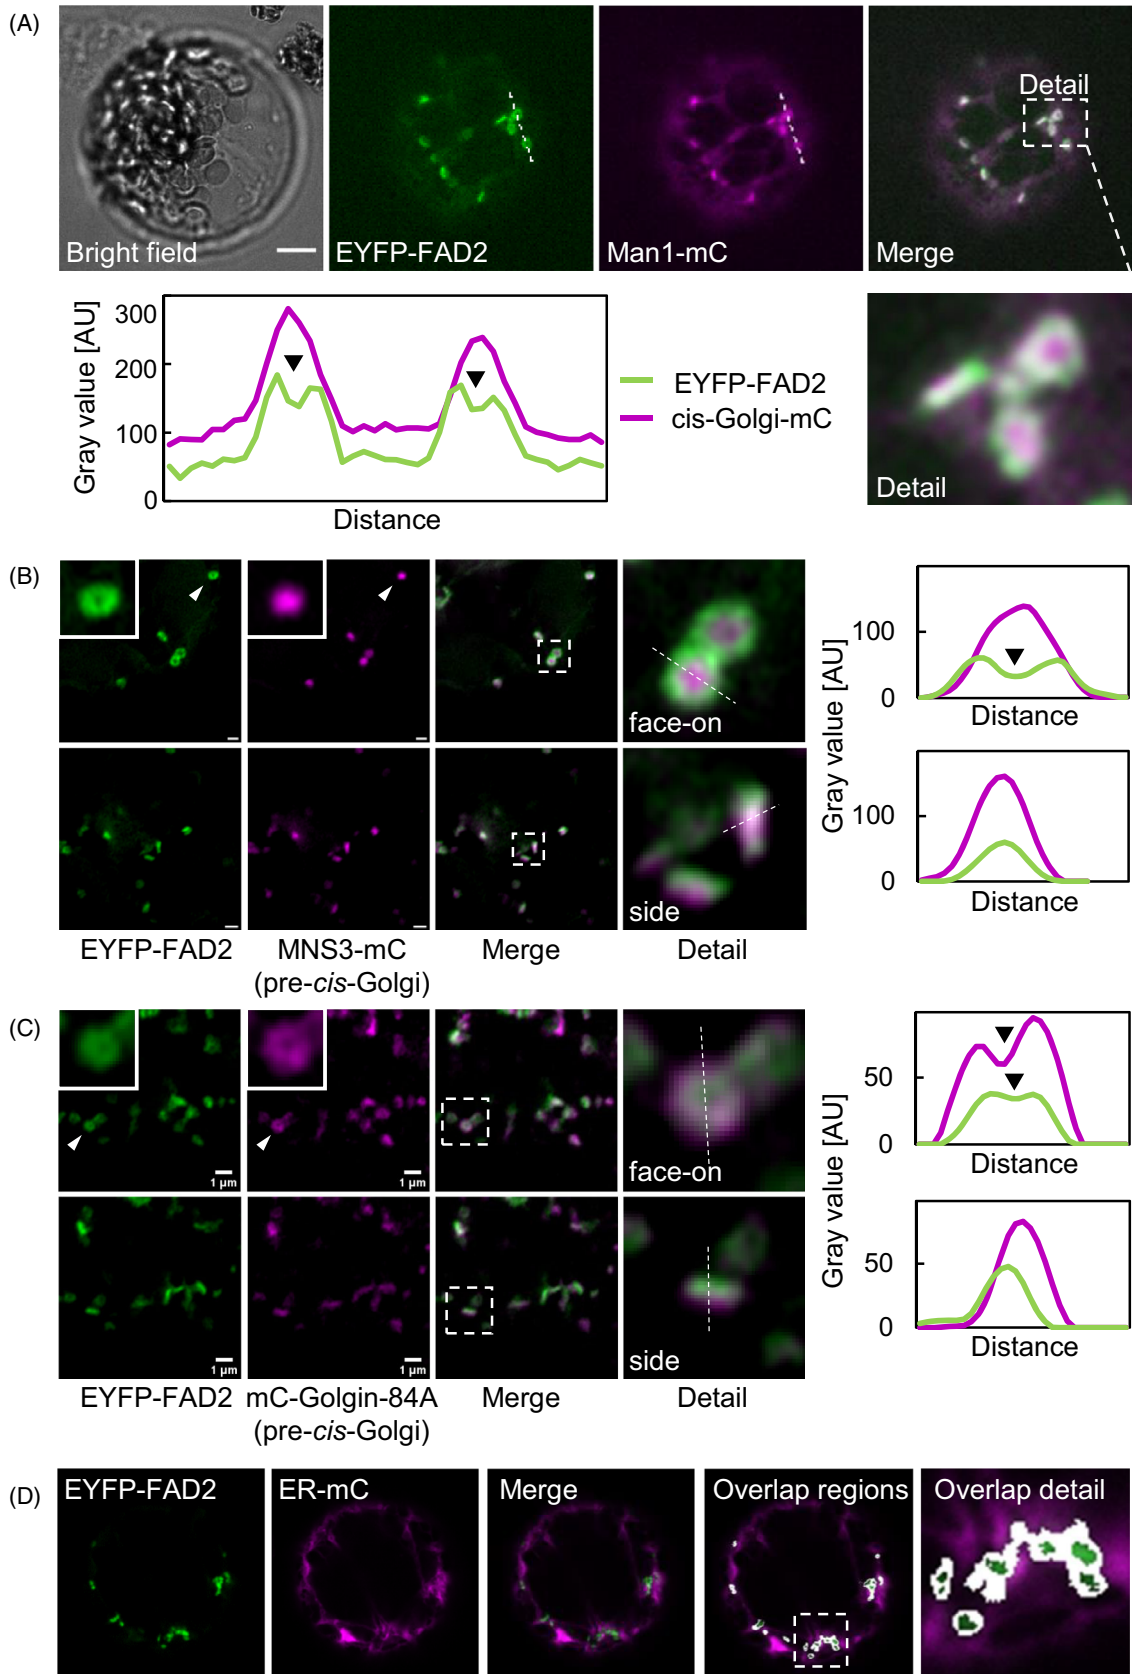 (A)
Bright field
EYFP-FAD2
Man1-mC
Detail
Merge
Gray value [AU]
300
200
100
0
Distance
EYFP-FAD2
cis-Golgi-mC
Detail
(B)
face-on
side
EYFP-FAD2
MNS3-mC
(pre-cis-Golgi)
Merge
Detail
Gray value [AU]
100
0
Distance
100
0
Distance
(C)
1 µm
1 µm
face-on
1 µm
1 µm
side
EYFP-FAD2
mC-Golgin-84A
(pre-cis-Golgi)
Merge
Detail
Gray value [AU]
50
0
Distance
50
0
Distance
(D)
EYFP-FAD2
ER-mC
Merge
Overlap regions
Overlap detail